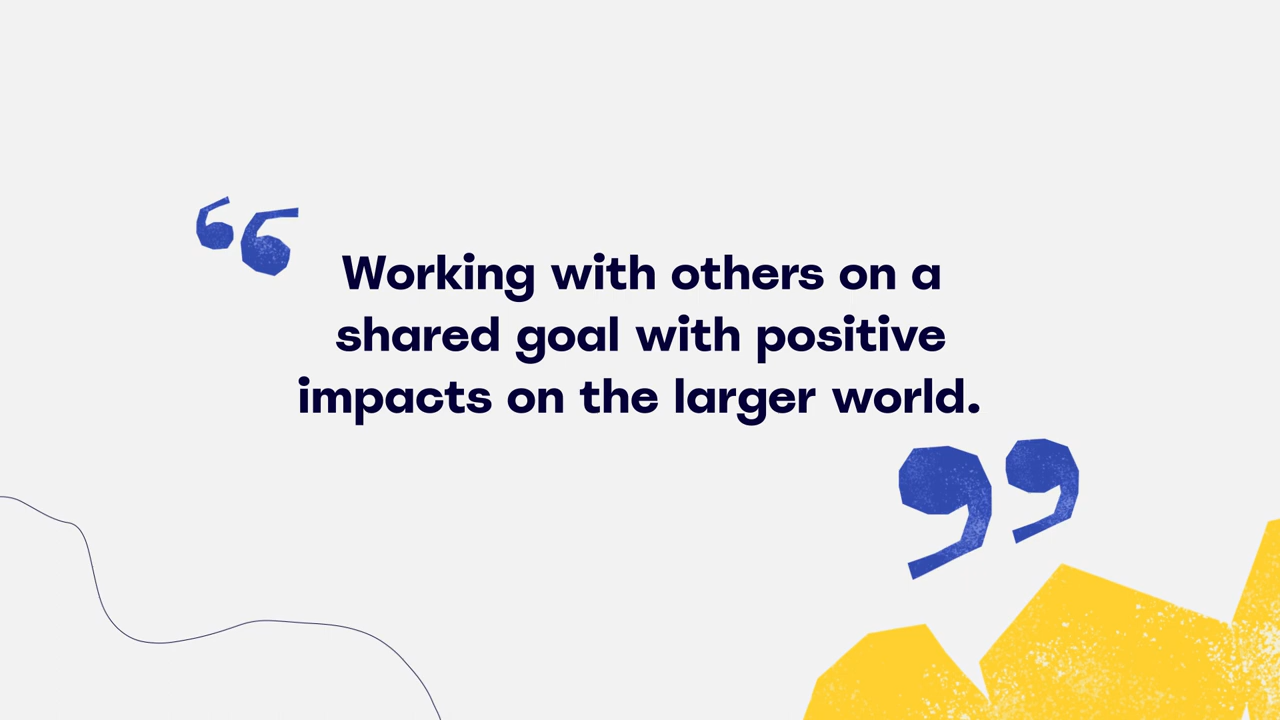 “Working with others on a
shared goal with positive
impacts on the larger world.”